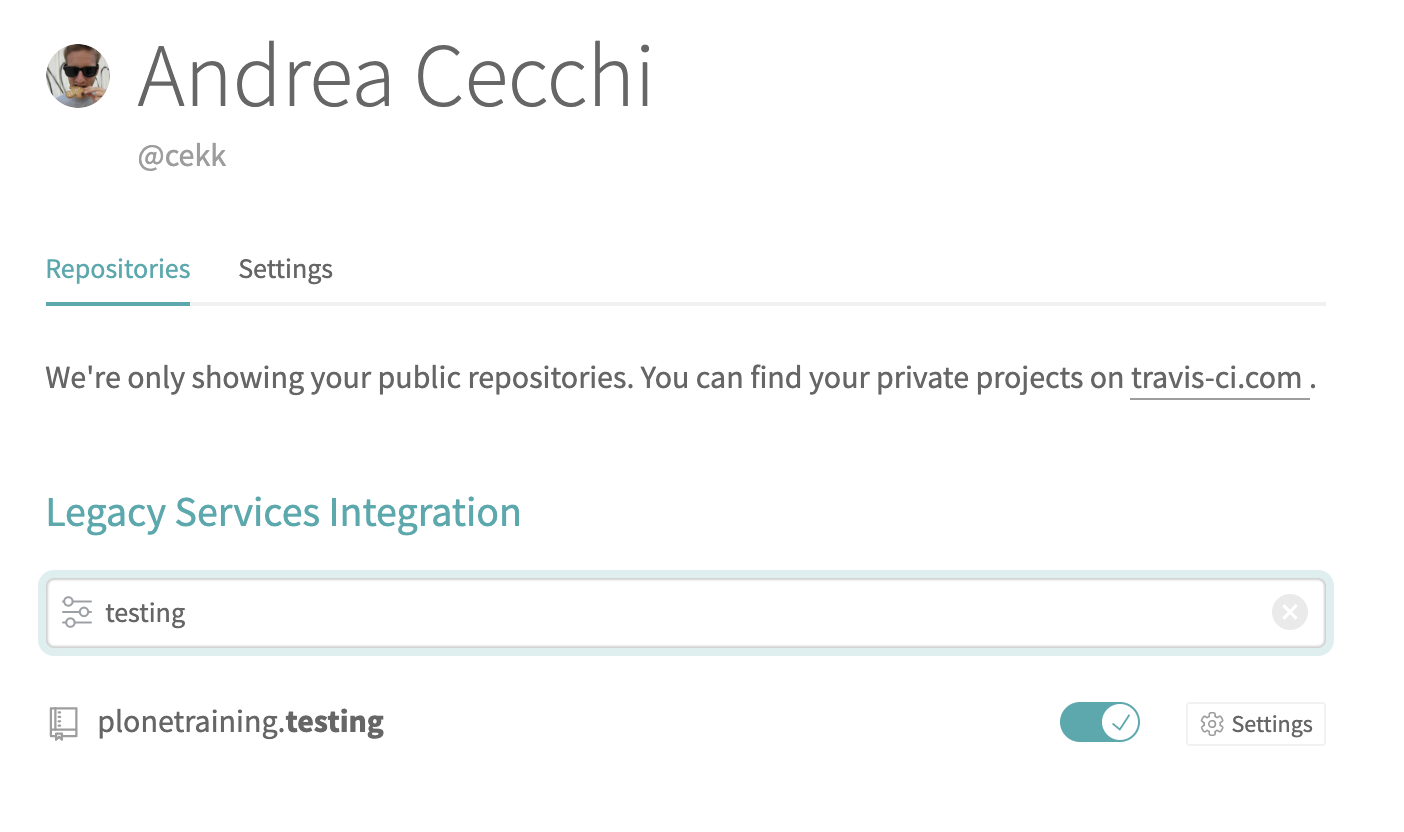 Andrea Cecchi
@cekk
Repositories Settings
We're only showing your public repositories. You can find your private projects on travis-ci.com .
Legacy Services Integration
testing
plonetraining.testing Settings